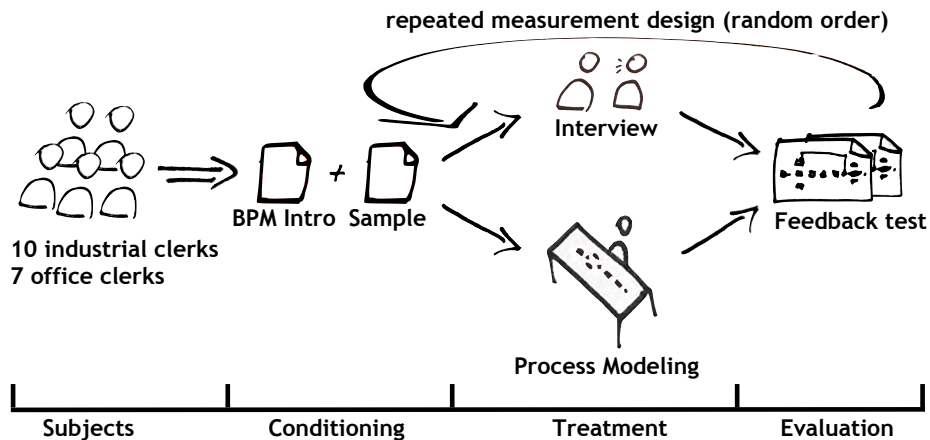 repeated measurement design (random order)
Interview
BPM Intro + Sample
Feedback test
10 industrial clerks
7 office clerks
Process Modeling
Subjects Conditioning Treatment Evaluation